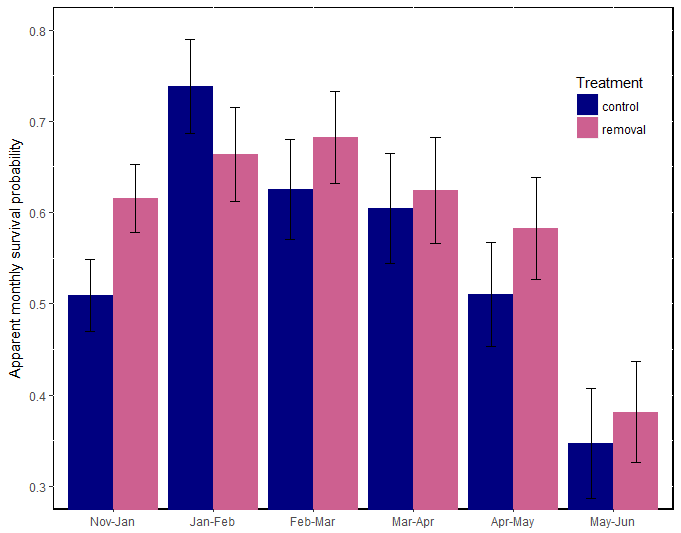 Apparent monthly survival probability
0.8
0.7
0.6
0.5
0.4
0.3
Treatment
control
removal
Nov-Jan
Jan-Feb
Feb-Mar
Mar-Apr
Apr-May
May-Jun